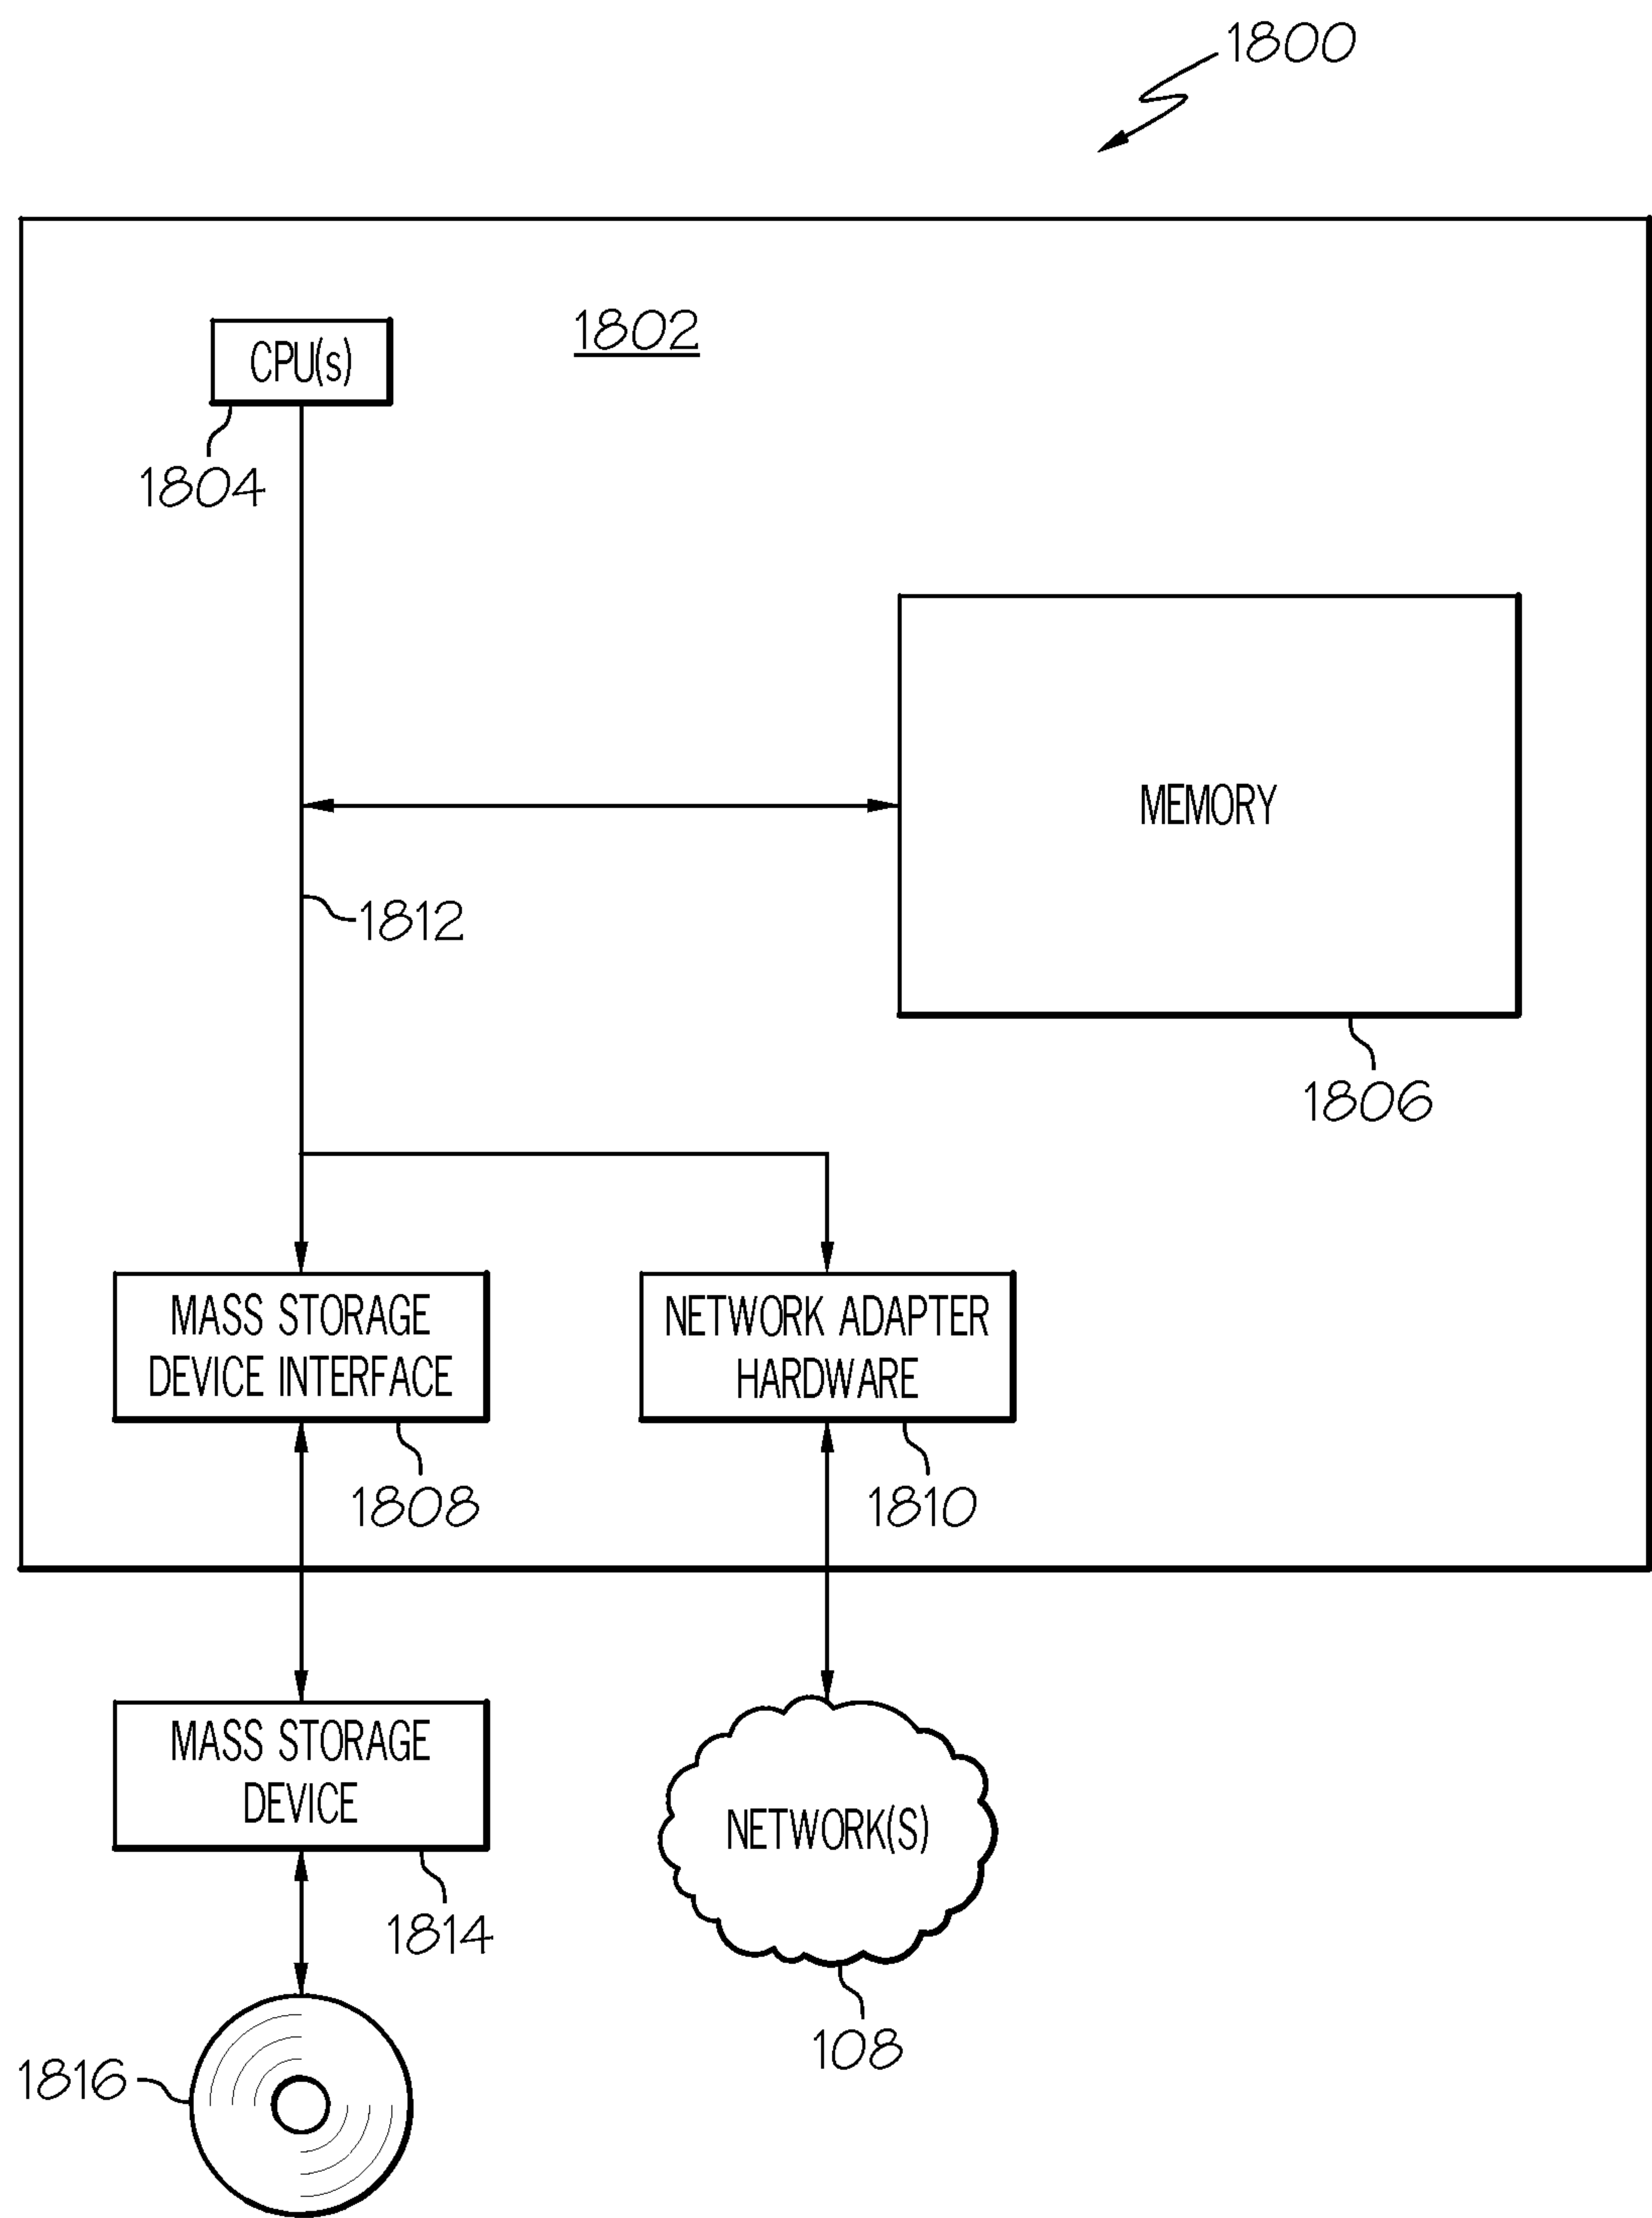 1800
1802
CPU(s)
1804
MEMORY
1812
1806
MASS STORAGE
DEVICE INTERFACE
NETWORK ADAPTER
HARDWARE
1808
1810
MASS STORAGE
DEVICE
NETWORK(S)
1814
108
1816